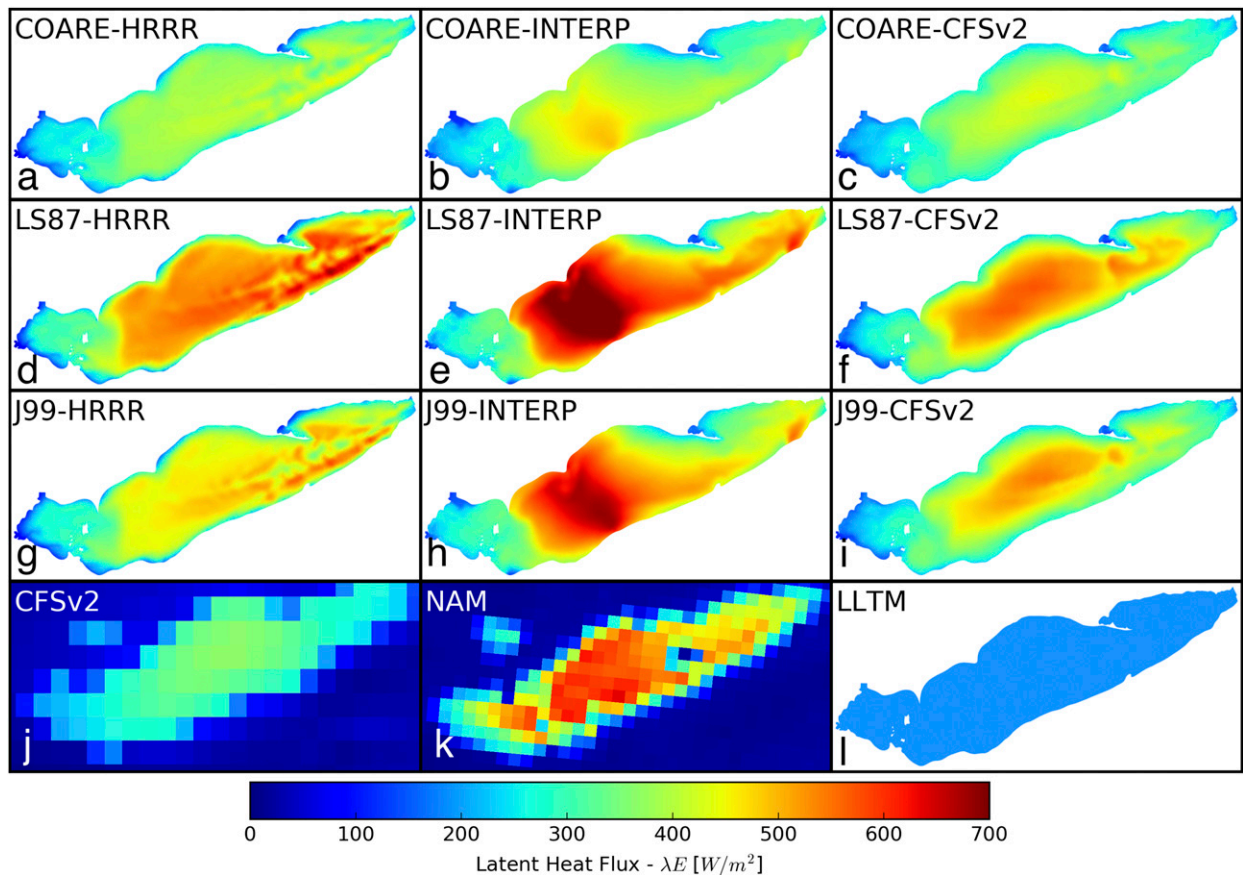 COARE-HRRR COARE-INTERP COARE-CFSv2
a b c
LS87-HRRR LS87-INTERP LS87-CFSv2
d e f
J99-HRRR J99-INTERP J99-CFSv2
g h i
CFSv2 NAM LLTM
j k l
0 100 200 300 400 500 600 700
Latent Heat Flux - λE [W/m²]